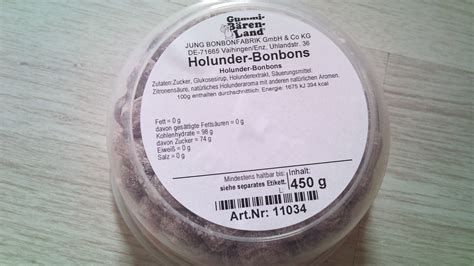 Gummi-
Bären-
Land
JUNG BONBONFABRIK GmbH & Co KG
DE-71665 Vaihingen/Enz, Uhlandstr. 36
Holunder-Bonbons
Holunder-Bonbons
Zutaten:Zucker, Glukosesirup, Holunderextrakt, Säuerungsmittel:
Zitronensäure, natürliches Holunderaroma mit anderen natürlichen Aromen.
100g enthalten durchschnittlich: Energie: 1675 kJ 394 kcal
Fett = 0 g
davon gesättigte Fettsäuren = 0 g
Kohlenhydrate = 98 g
davon Zucker = 74 g
Eiweiß = 0 g
Salz = 0 g
Mindestens haltbar bis:
siehe separates Etikett.
Inhalt:
450 g
Art.Nr: 11034